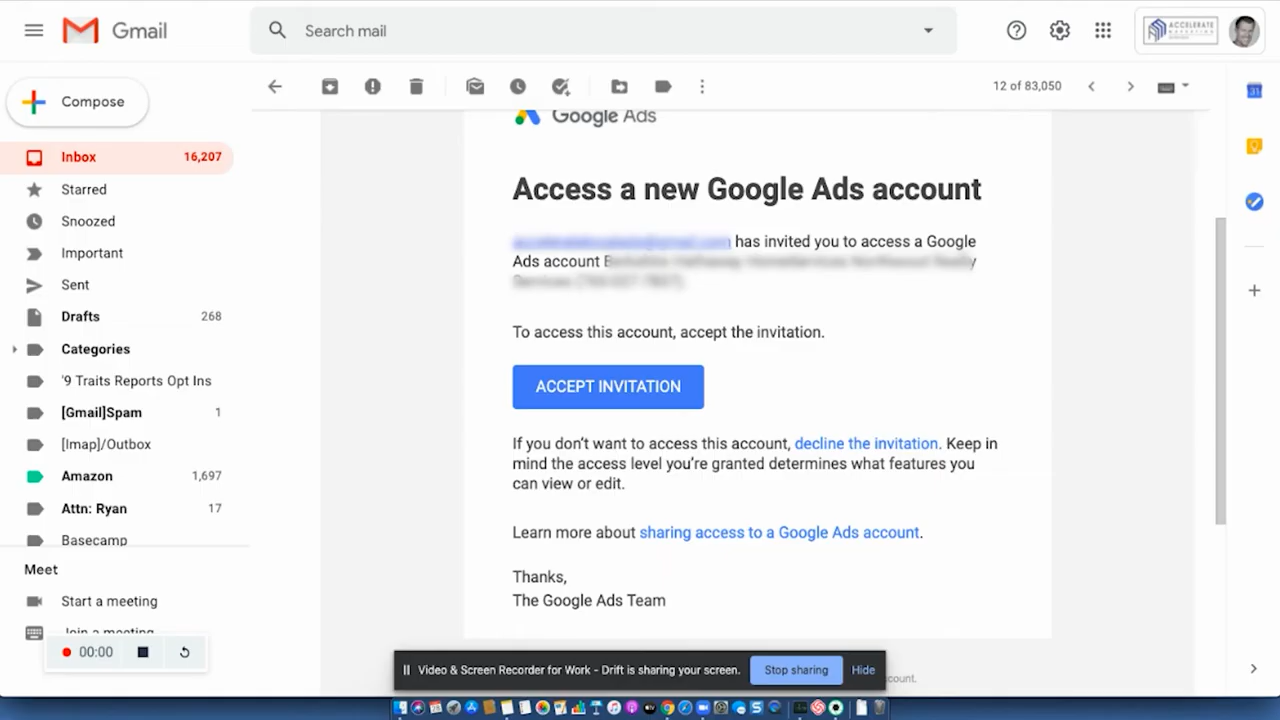 Gmail
Search mail
ACCELERATE
Compose
12 of 83,050
Inbox 16,207
Starred
Snoozed
Important
Sent
Drafts 268
Categories
'9 Traits Reports Opt Ins
[Gmail]Spam 1
[Imap]/Outbox
Amazon 1,697
Attn: Ryan 17
Basecamp
Meet
Start a meeting
Join a meeting
00:00
Google Ads
Access a new Google Ads account
has invited you to access a Google
Ads account
To access this account, accept the invitation.
ACCEPT INVITATION
If you don't want to access this account, decline the invitation. Keep in
mind the access level you're granted determines what features you
can view or edit.
Learn more about sharing access to a Google Ads account.
Thanks,
The Google Ads Team
Video & Screen Recorder for Work - Drift is sharing your screen. Stop sharing Hide
count.